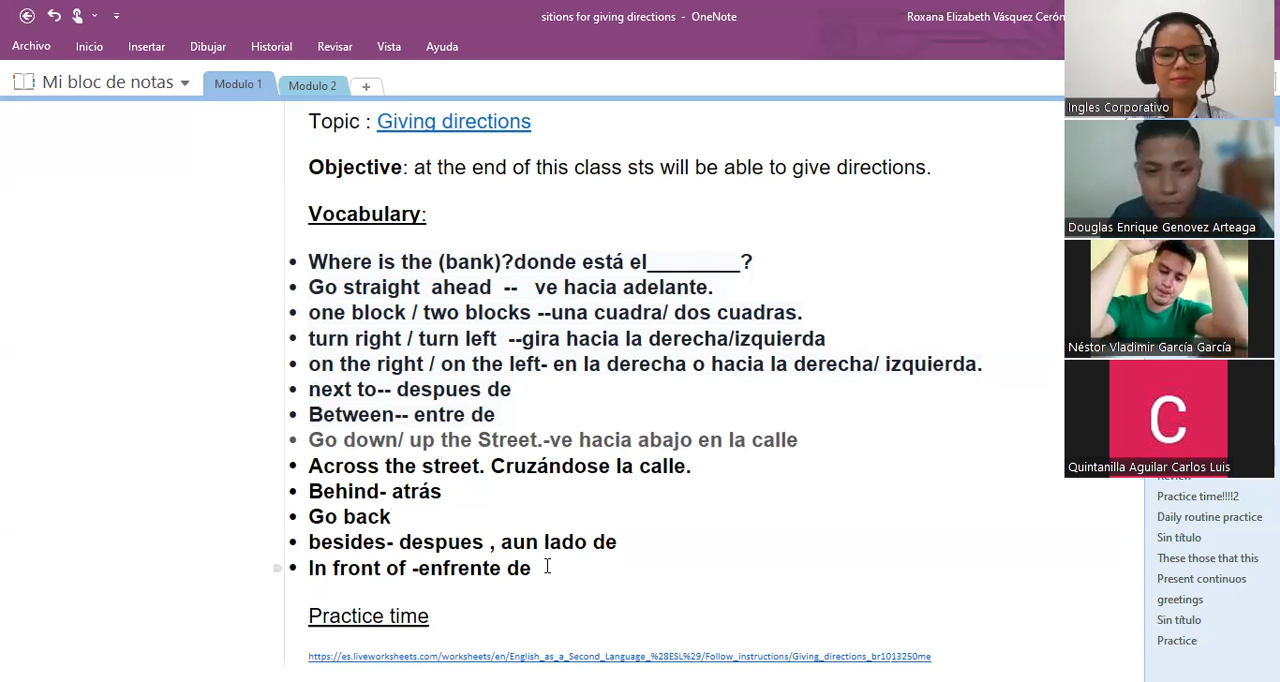 sitions for giving directions - OneNote
Roxana Elizabeth Vásquez Cerón
Archivo Inicio Insertar Dibujar Historial Revisar Vista Ayuda
Mi bloc de notas Modulo 1 Modulo 2 +
Topic : Giving directions
Objective: at the end of this class sts will be able to give directions.
Vocabulary:
• Where is the (bank)?donde está el________?
• Go straight ahead -- ve hacia adelante.
• one block / two blocks --una cuadra/ dos cuadras.
• turn right / turn left --gira hacia la derecha/izquierda
• on the right / on the left- en la derecha o hacia la derecha/ izquierda.
• next to-- despues de
• Between-- entre de
• Go down/ up the Street.-ve hacia abajo en la calle
• Across the street. Cruzándose la calle.
• Behind- atrás
• Go back
• besides- despues , aun lado de
• In front of -enfrente de
Practice time
https://es.liveworksheets.com/worksheets/en/English_as_a_Second_Language_%28ESL%29/Follow_instructions/Giving_directions_br1013250me
Ingles Corporativo
Douglas Enrique Genovez Arteaga
Néstor Vladimir García García
C
Quintanilla Aguilar Carlos Luis
Practice time!!!!2
Daily routine practice
Sin título
These those that this
Present continuos
greetings
Sin título
Practice